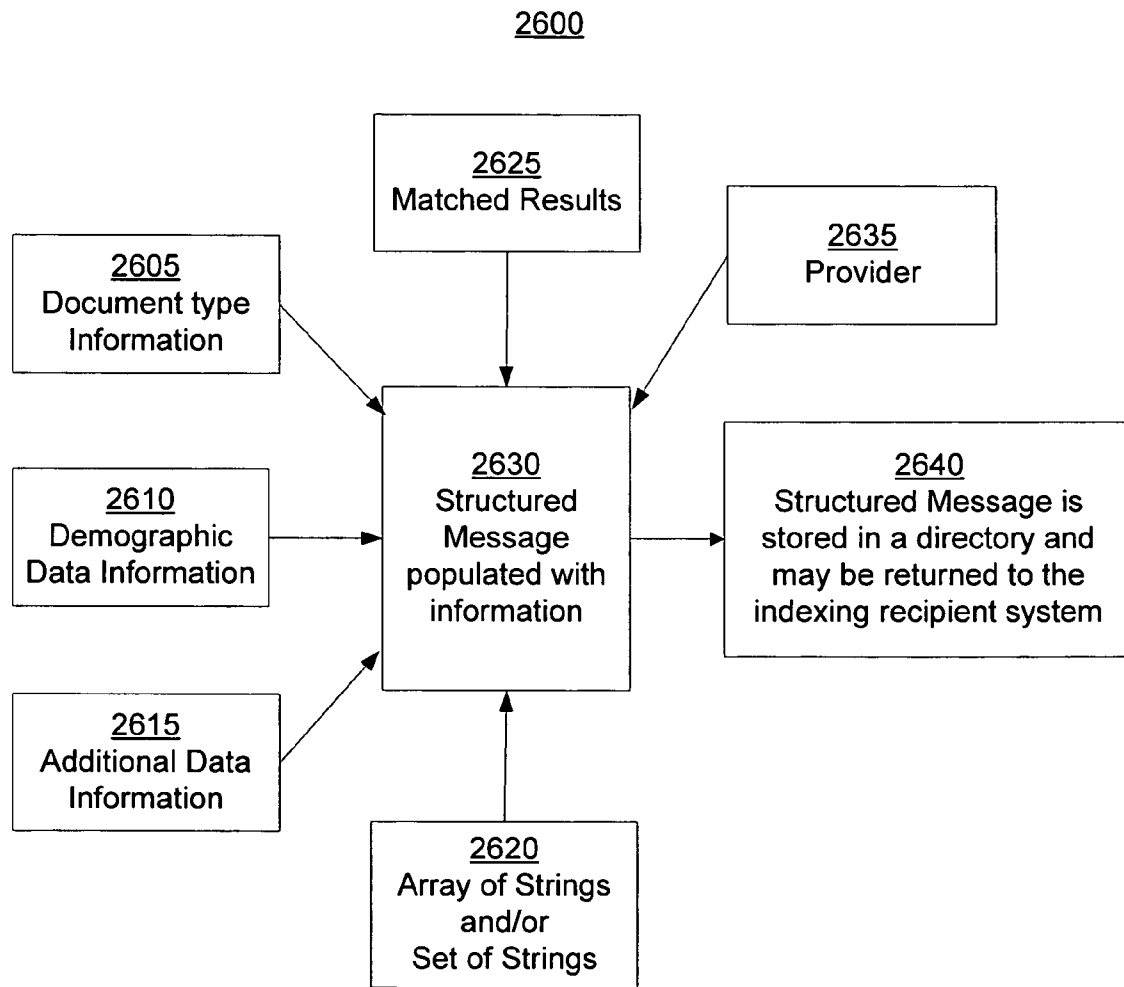 2600
2625
Matched Results
2635
Provider
2605
Document type
Information
2630
Structured
Message
populated with
information
2640
Structured Message is
stored in a directory and
may be returned to the
indexing recipient system
2610
Demographic
Data Information
2615
Additional Data
Information
2620
Array of Strings
and/or
Set of Strings